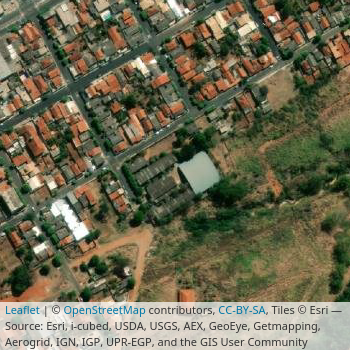 Leaflet | © OpenStreetMap contributors, CC-BY-SA, Tiles © Esri —
Source: Esri, i-cubed, USDA, USGS, AEX, GeoEye, Getmapping,
Aerogrid, IGN, IGP, UPR-EGP, and the GIS User Community